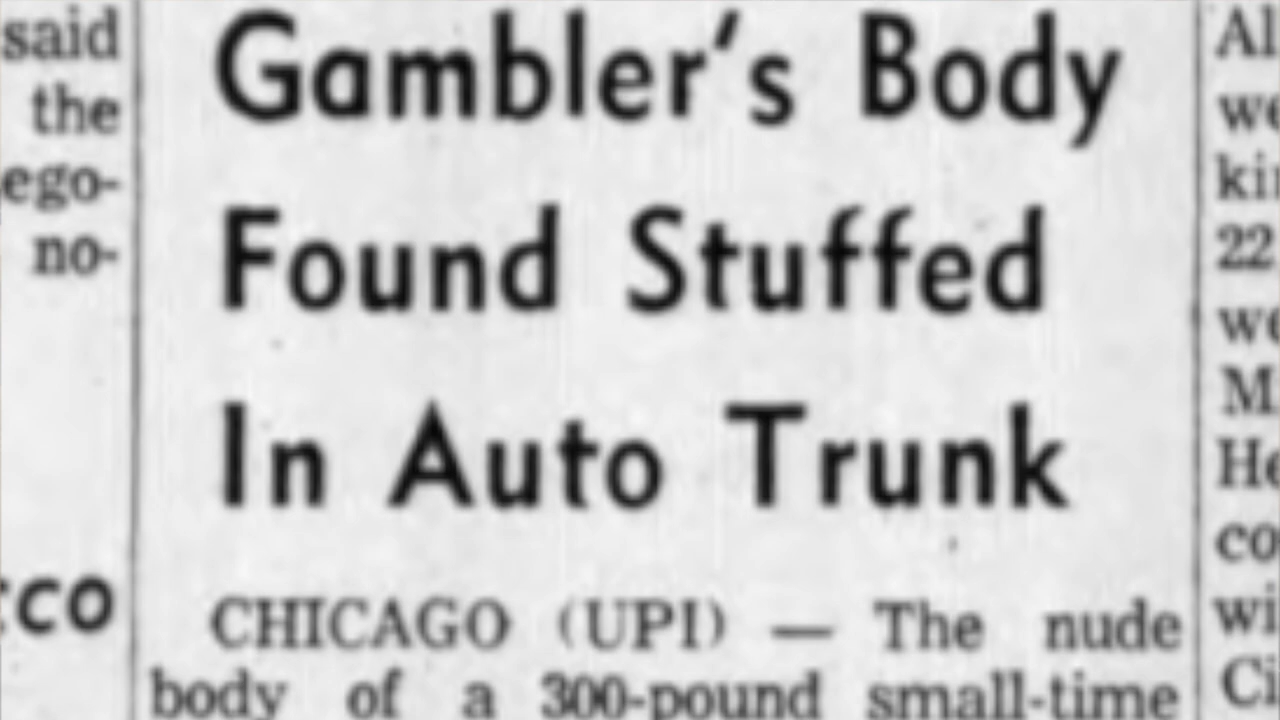 said
the
ego-
no-
Gambler's Body
Found Stuffed
In Auto Trunk
CHICAGO (UPI) — The nude
body of a 300-pound small-time
22